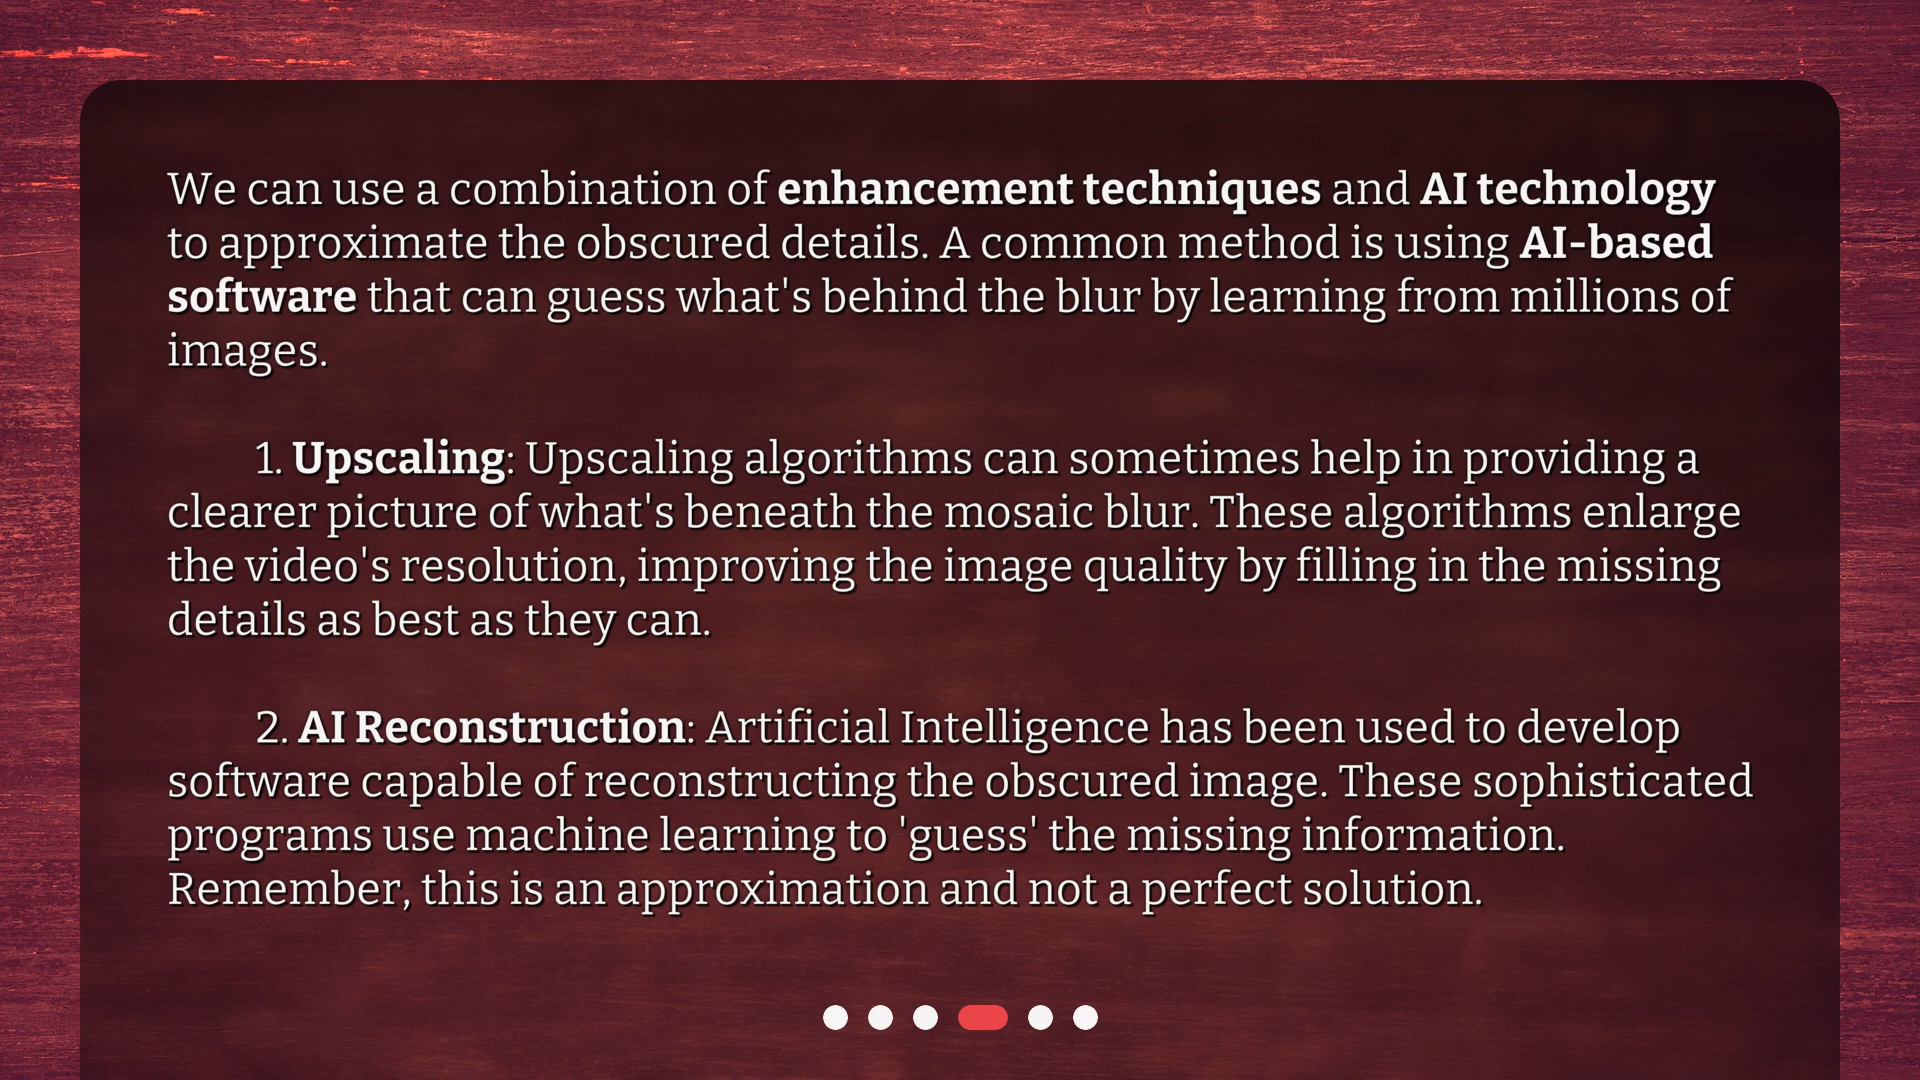 We can use a combination of enhancement techniques and AI technology
to approximate the obscured details. A common method is using AI-based
software that can guess what's behind the blur by learning from millions of
images.
1. Upscaling: Upscaling algorithms can sometimes help in providing a
clearer picture of what's beneath the mosaic blur. These algorithms enlarge
the video's resolution, improving the image quality by filling in the missing
details as best as they can.
2. AI Reconstruction: Artificial Intelligence has been used to develop
software capable of reconstructing the obscured image. These sophisticated
programs use machine learning to 'guess' the missing information.
Remember, this is an approximation and not a perfect solution.